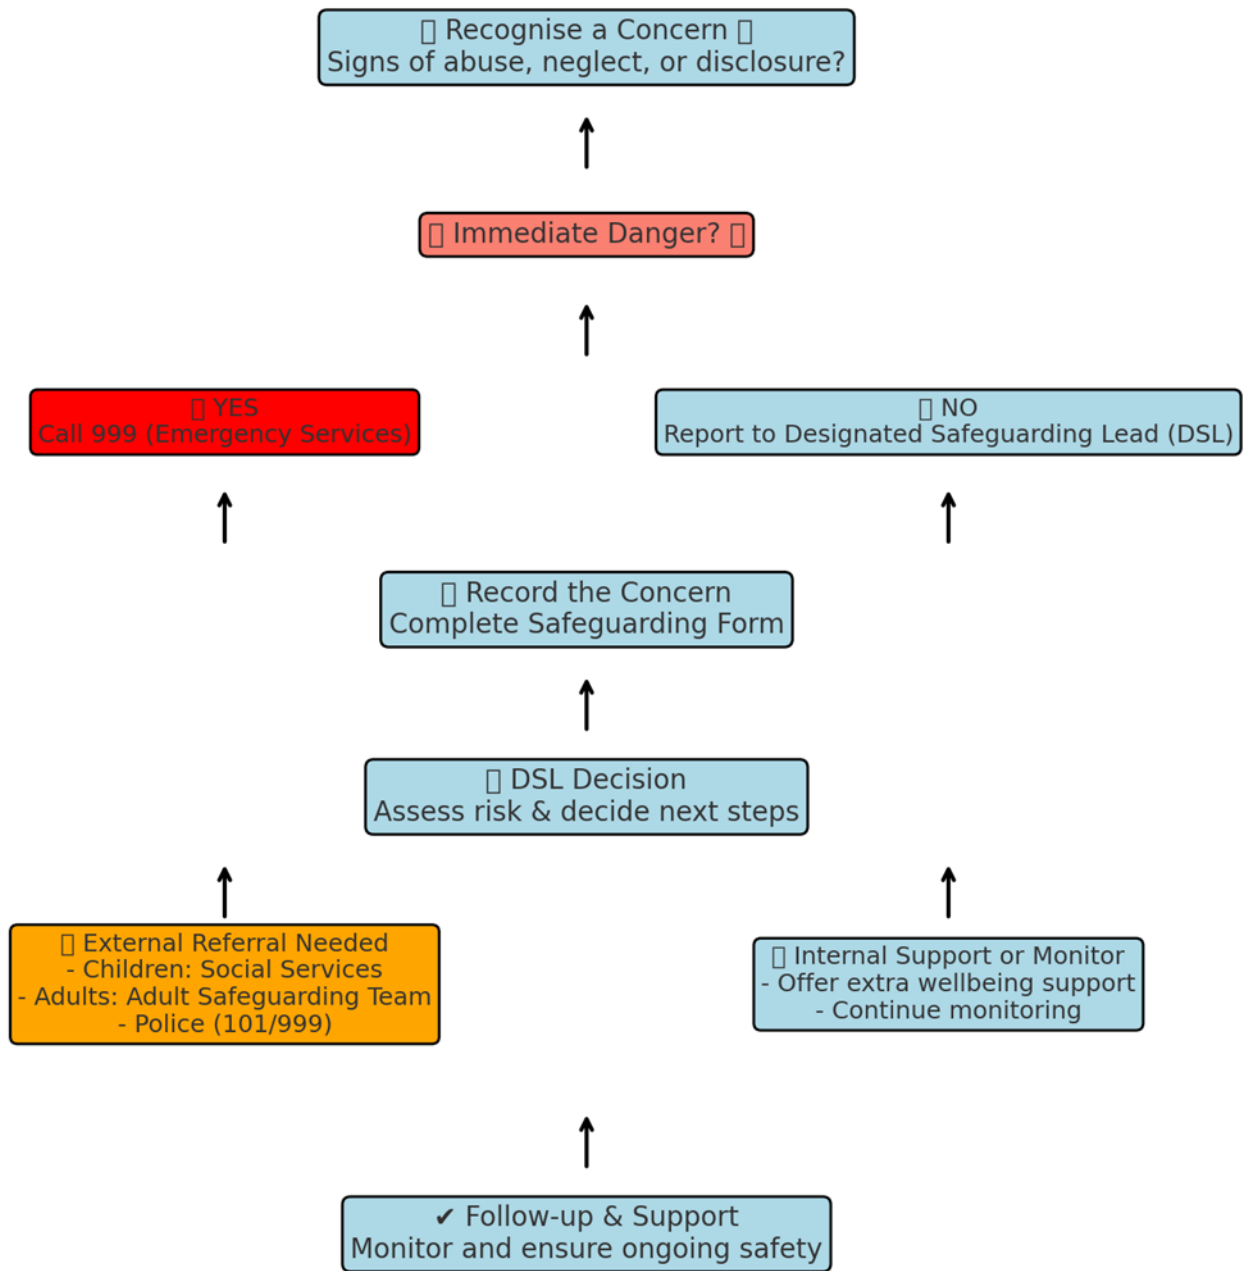 ▯ Recognise a Concern ▯
Signs of abuse, neglect, or disclosure?
▯ Immediate Danger? ▯
▯ YES
Call 999 (Emergency Services)
▯ NO
Report to Designated Safeguarding Lead (DSL)
▯ Record the Concern
Complete Safeguarding Form
▯ DSL Decision
Assess risk & decide next steps
▯ External Referral Needed
- Children: Social Services
- Adults: Adult Safeguarding Team
- Police (101/999)
▯ Internal Support or Monitor
- Offer extra wellbeing support
- Continue monitoring
✔ Follow-up & Support
Monitor and ensure ongoing safety